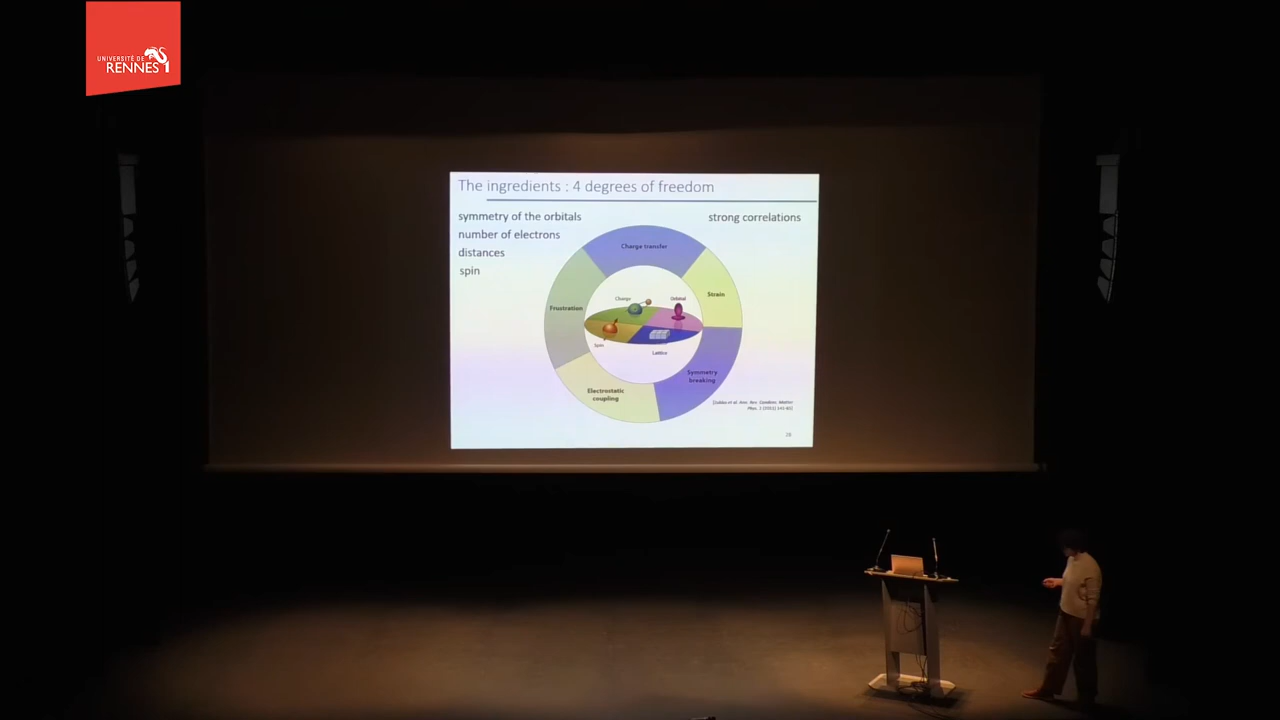 UNIVERSITÉ DE
RENNES 1
The ingredients : 4 degrees of freedom
symmetry of the orbitals
number of electrons
distances
spin
strong correlations
Charge transfer
Strain
Symmetry
breaking
Electrostatic
coupling
Frustration
Charge
Orbital
Spin
Lattice
28